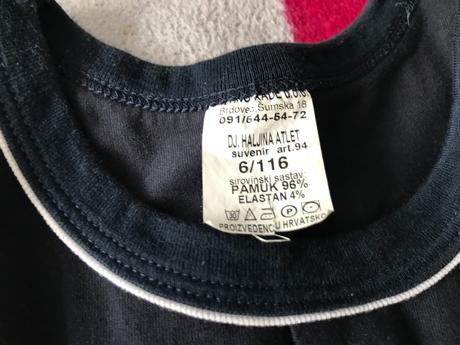 Brdovec, Šumska 18
091/644-54-72
DJ. HALJINA ATLET
suvenir art.94
6/116
sirovinski sastav:
PAMUK 96%
ELASTAN 4%
P
PROIZVEDENO U HRVATSKOJ